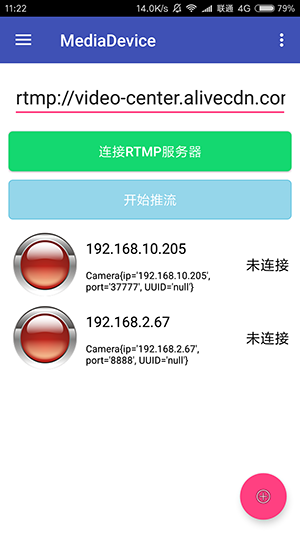 11:22 14.0K/s 联通 4G 79%
MediaDevice
rtmp://video-center.alivecdn.con
连接RTMP服务器
开始推流
192.168.10.205
Camera{ip='192.168.10.205',
port='37777', UUID='null'}
未连接
192.168.2.67
Camera{ip='192.168.2.67',
port='8888', UUID='null'}
未连接